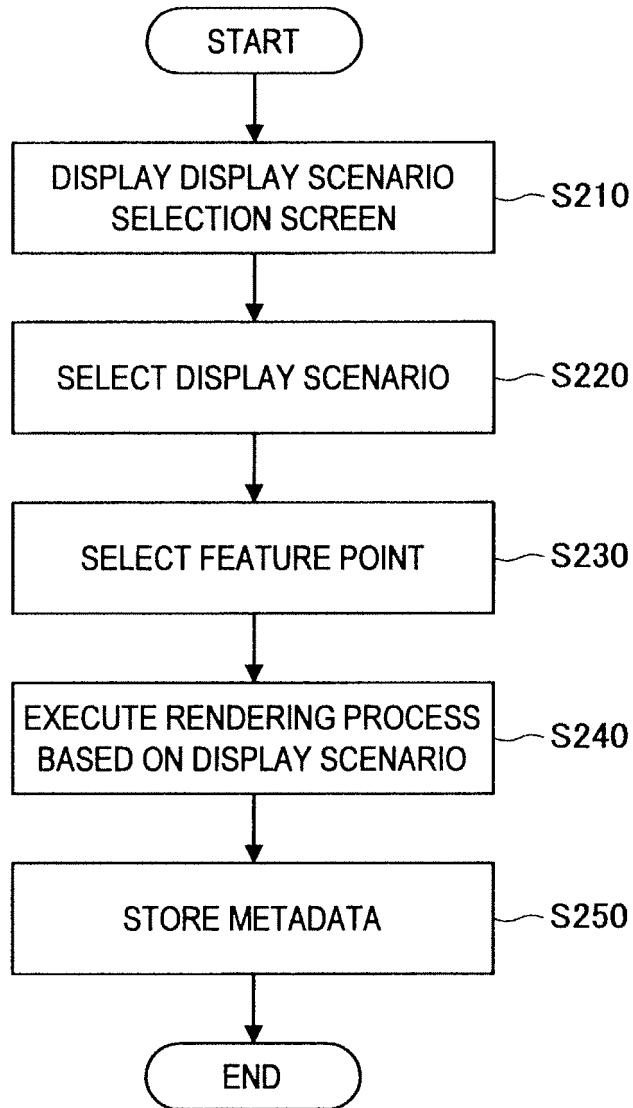 START
DISPLAY DISPLAY SCENARIO
SELECTION SCREEN
S210
SELECT DISPLAY SCENARIO
S220
SELECT FEATURE POINT
S230
EXECUTE RENDERING PROCESS
BASED ON DISPLAY SCENARIO
S240
STORE METADATA
S250
END